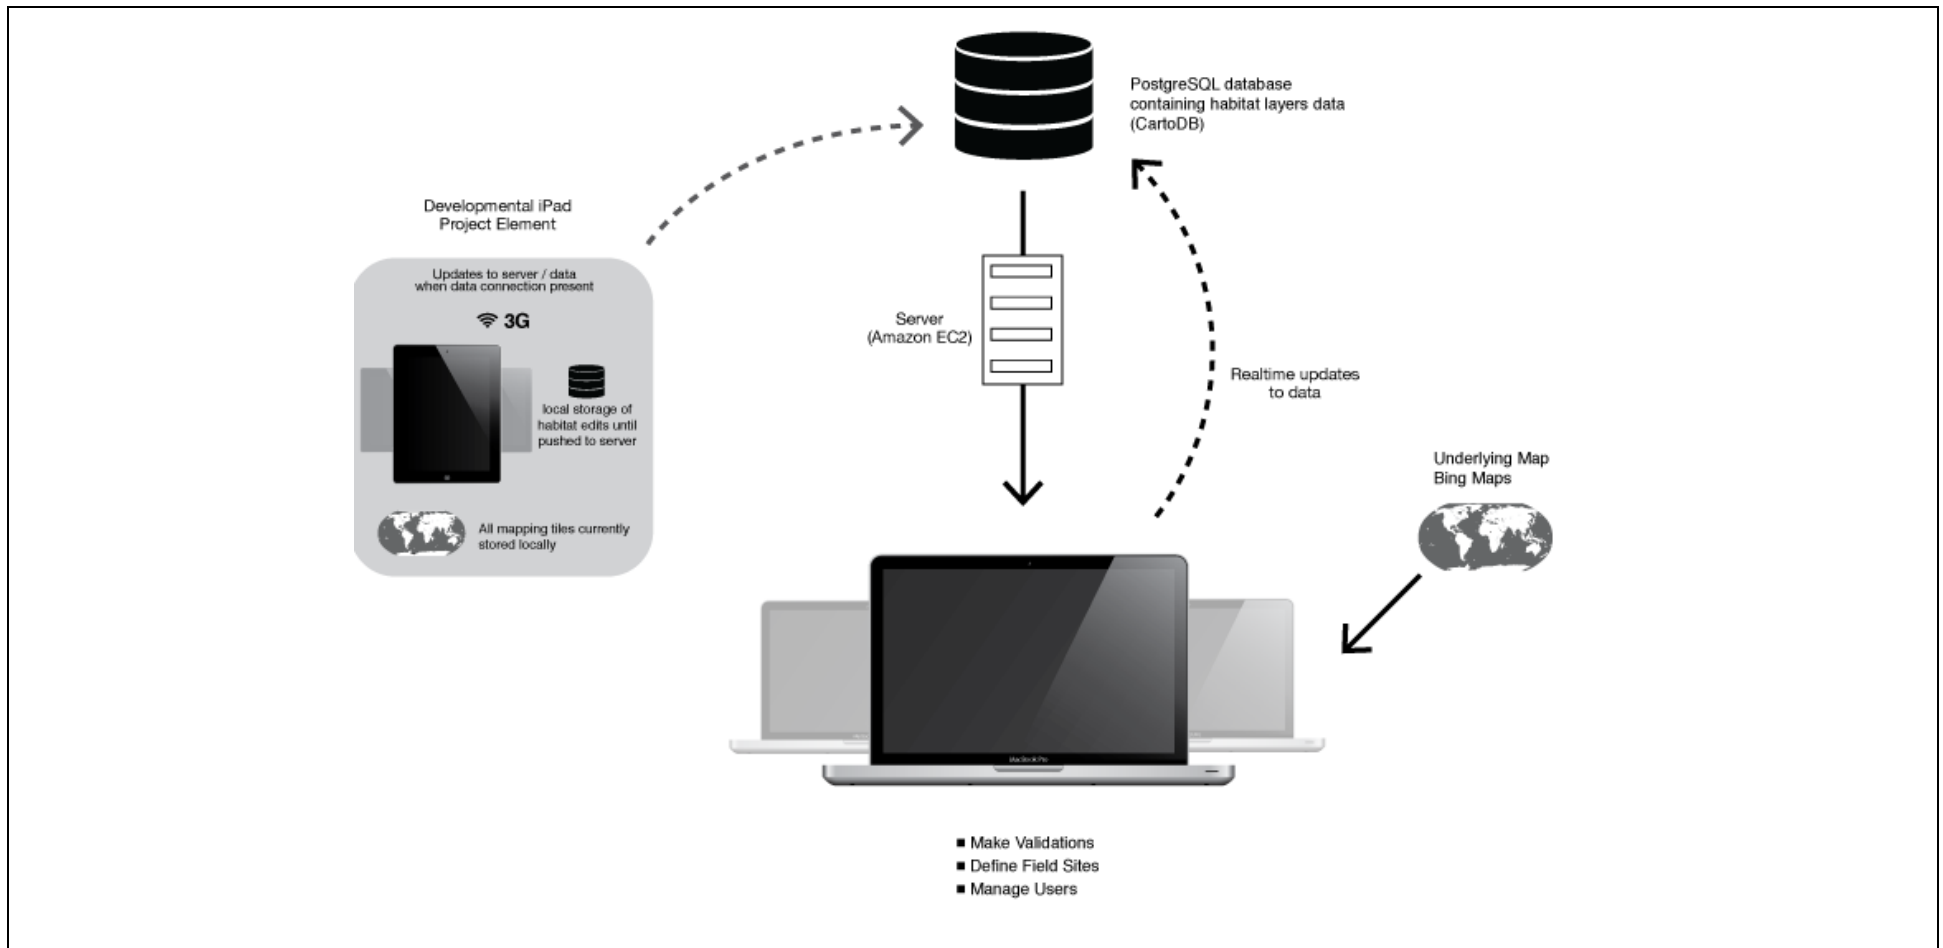 PostgreSQL database
containing habitat layers data
(CartoDB)
Developmental iPad
Project Element
Updates to server / data
when data connection present
3G
local storage of
habitat edits until
pushed to server
All mapping tiles currently
stored locally
Server
(Amazon EC2)
Realtime updates
to data
Underlying Map
Bing Maps
MacBook Pro
■ Make Validations
■ Define Field Sites
■ Manage Users